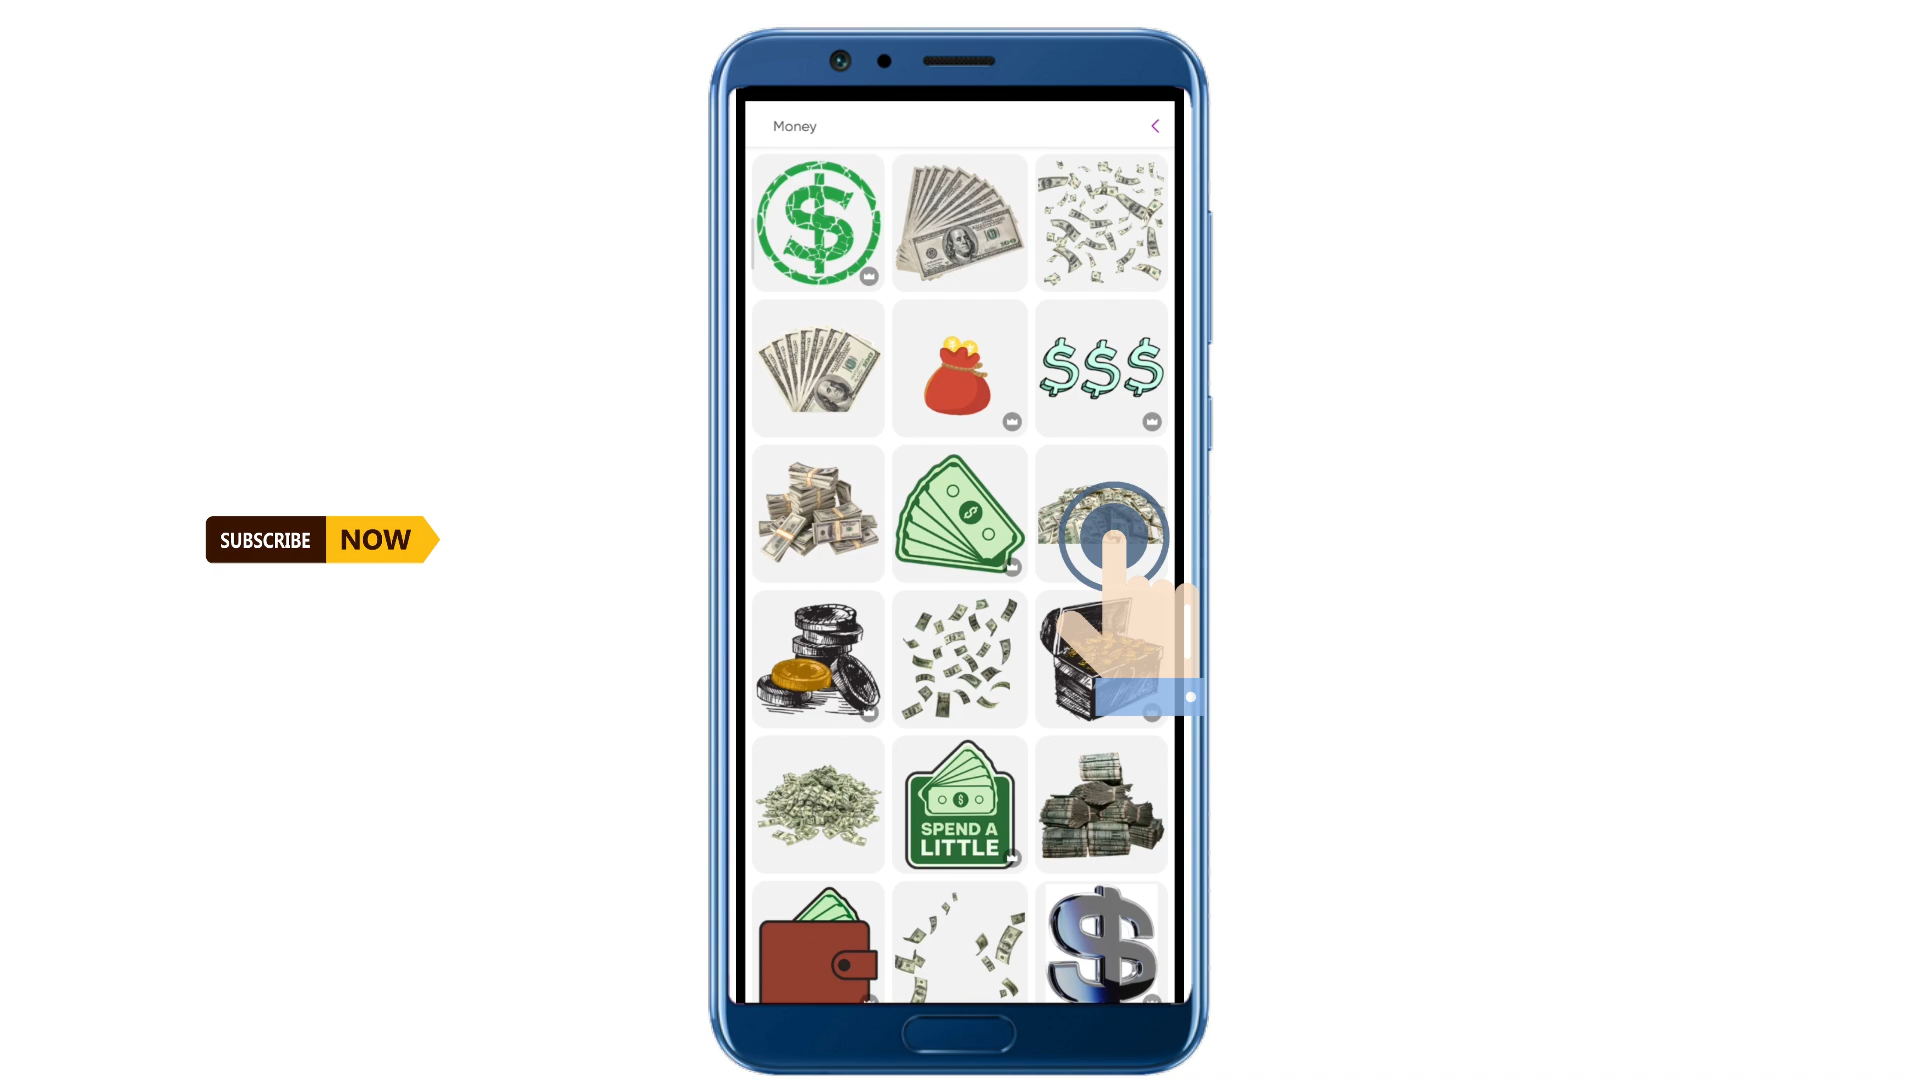 Money
$
$$$
SUBSCRIBE NOW
SPEND A
LITTLE
$